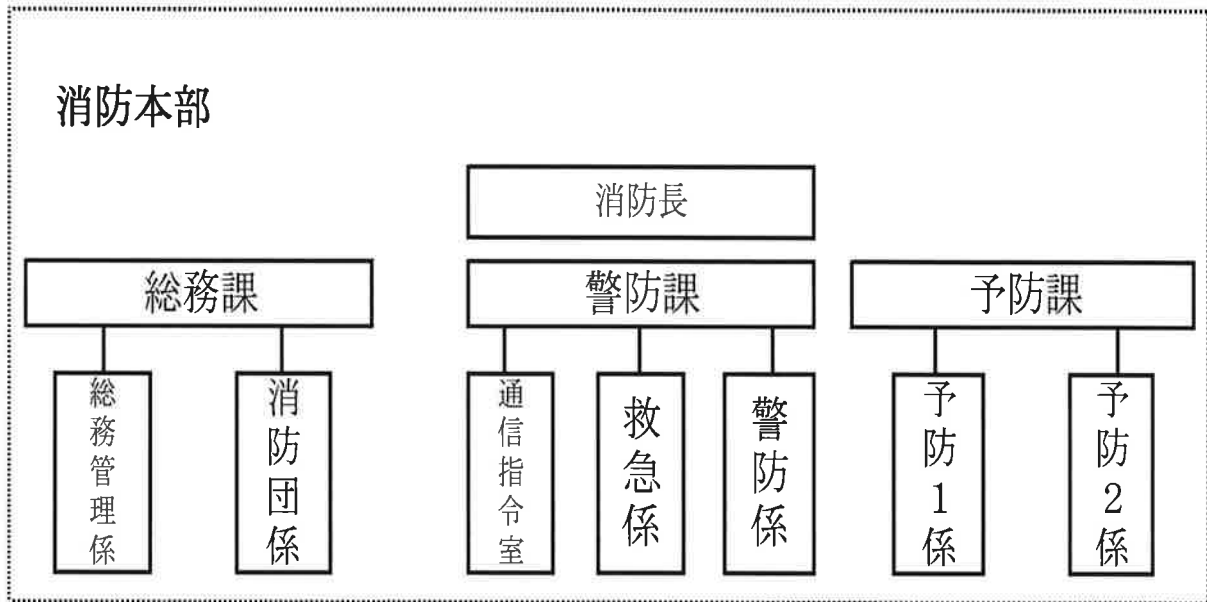 消防本部
消防長
総務課
警防課
予防課
総務管理係
消防団係
通信指令室
救急係
警防係
予防1係
予防2係